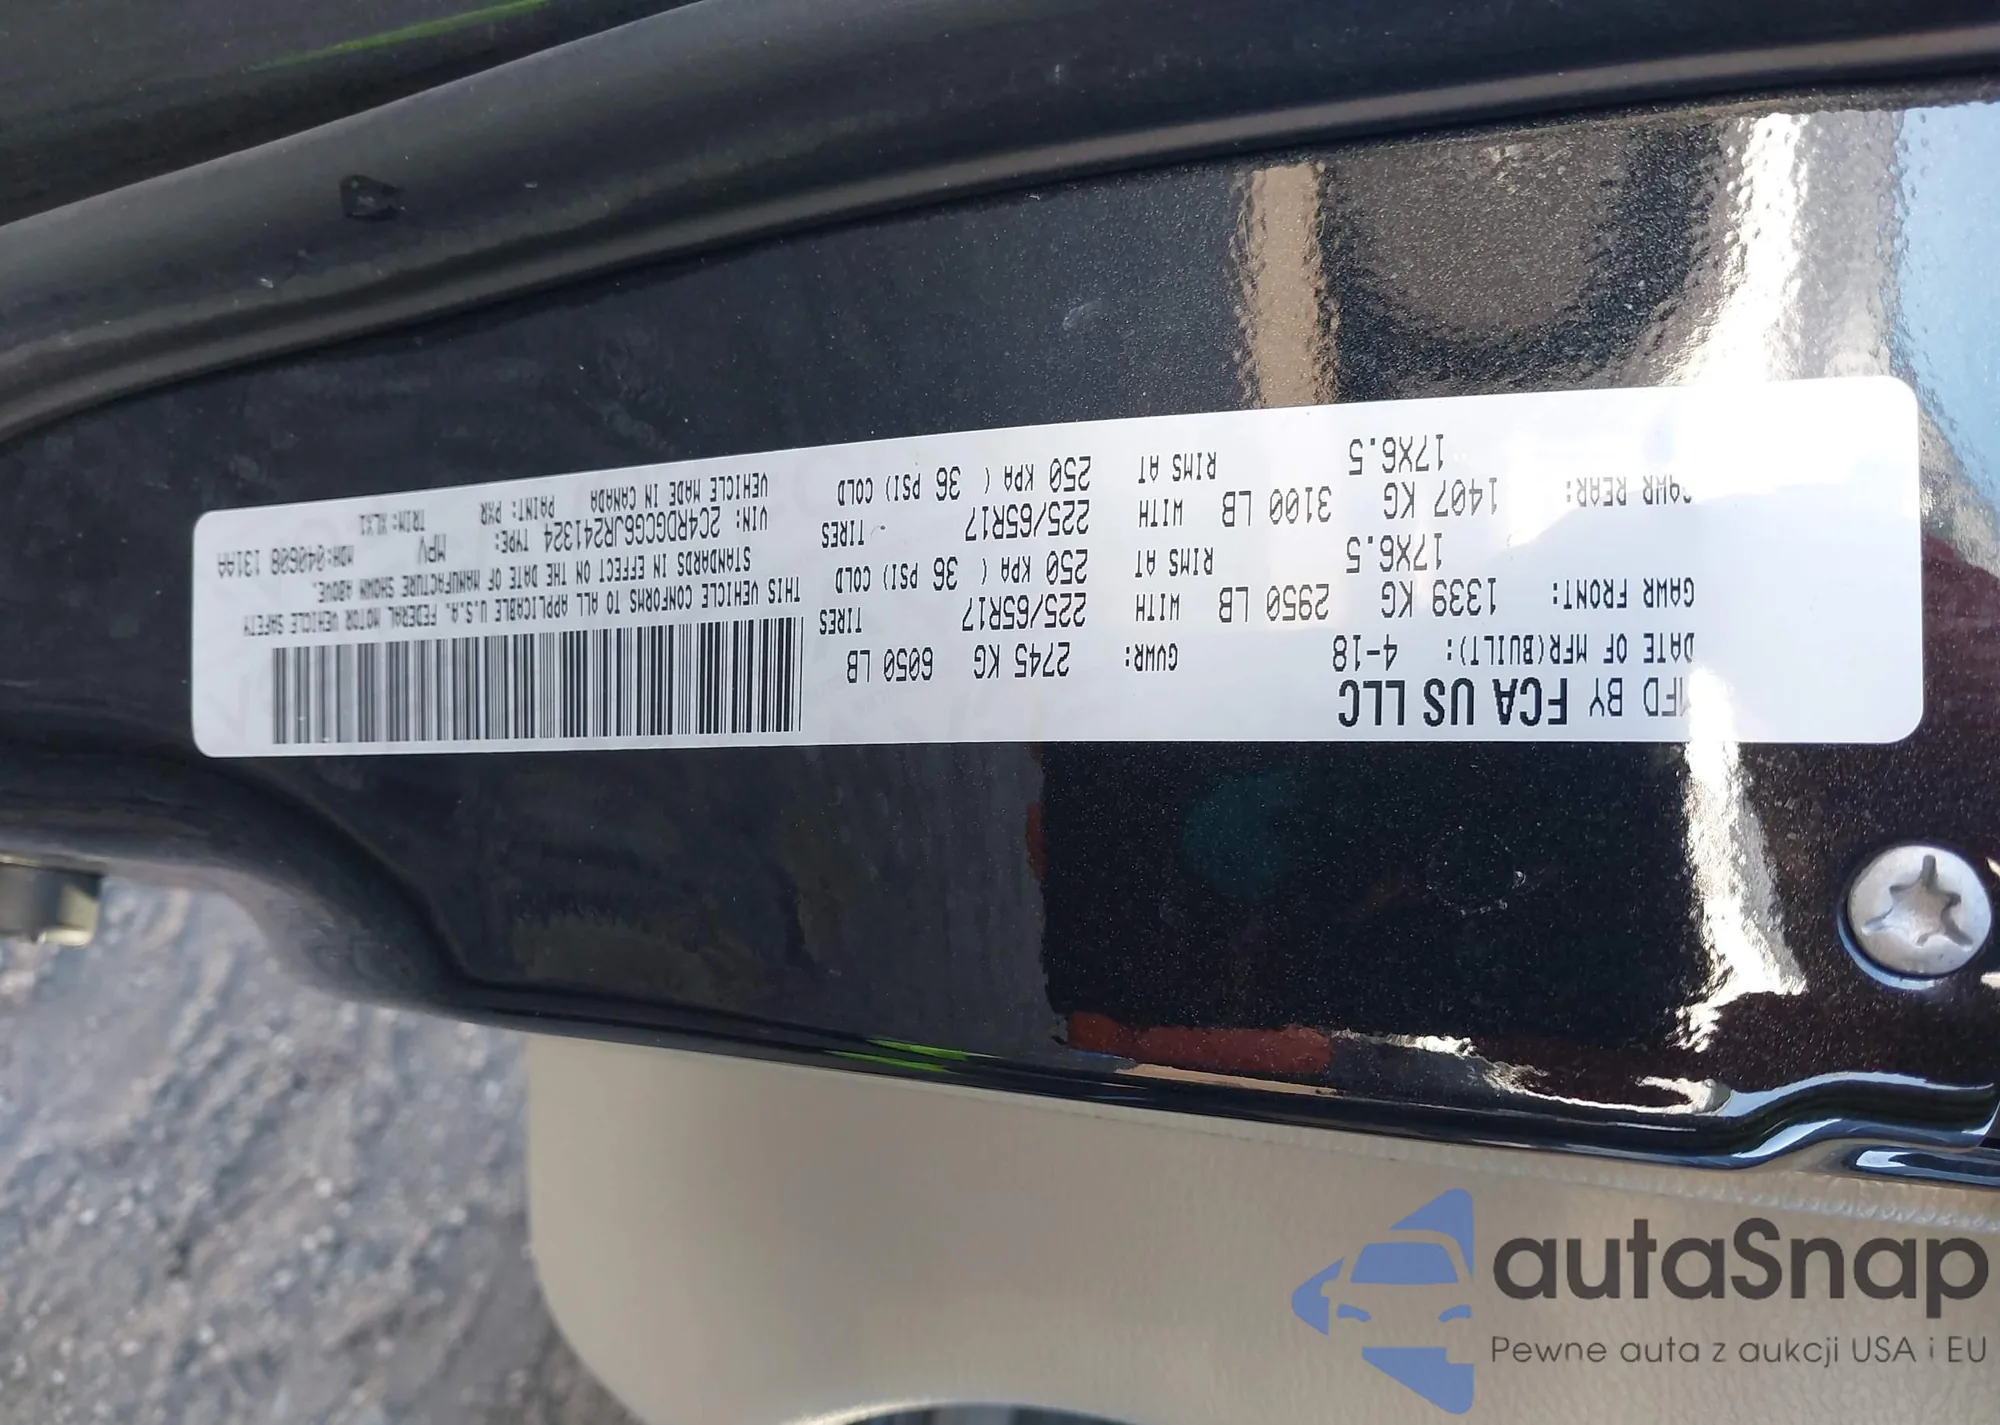 MFD BY FCA US LLC
DATE OF MFR(BUILT): 4-18 GVWR: 2745 KG 6050 LB
GAWR FRONT: 1339 KG 2950 LB WITH 225/65R17 TIRES
17X6.5 RIMS AT 250 KPA ( 36 PSI) COLD
GAWR REAR: 1407 KG 3100 LB WITH 225/65R17 TIRES
17X6.5 RIMS AT 250 KPA ( 36 PSI) COLD
THIS VEHICLE CONFORMS TO ALL APPLICABLE U.S.A. FEDERAL MOTOR VEHICLE SAFETY
STANDARDS IN EFFECT ON THE DATE OF MANUFACTURE SHOWN ABOVE.
VIN: 2C4RDGCG6JR241324 TYPE: MPV MDH:040608 131AA
VEHICLE MADE IN CANADA PAINT: PXR TRIM:
autaSnap
Pewne auta z aukcji USA i EU